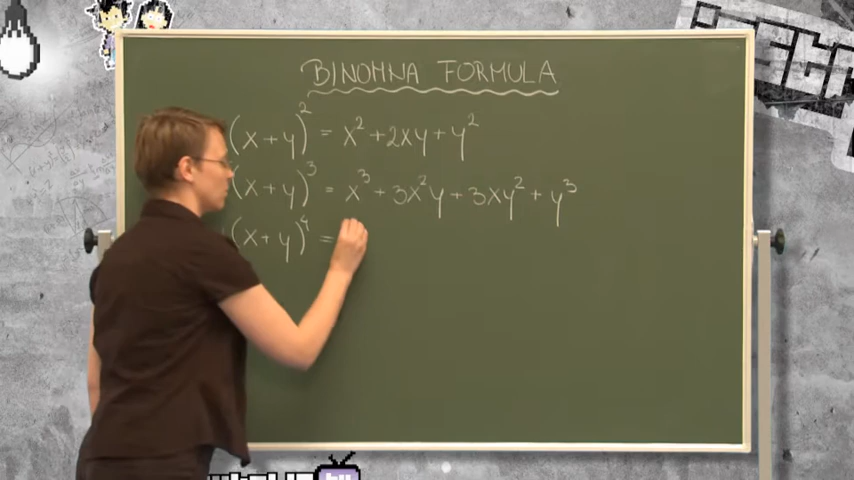 BINOMNA FORMULA
(x+y)² = x² + 2xy + y²
(x+y)³ = x³ + 3x²y + 3xy² + y³
(x+y)⁴ =